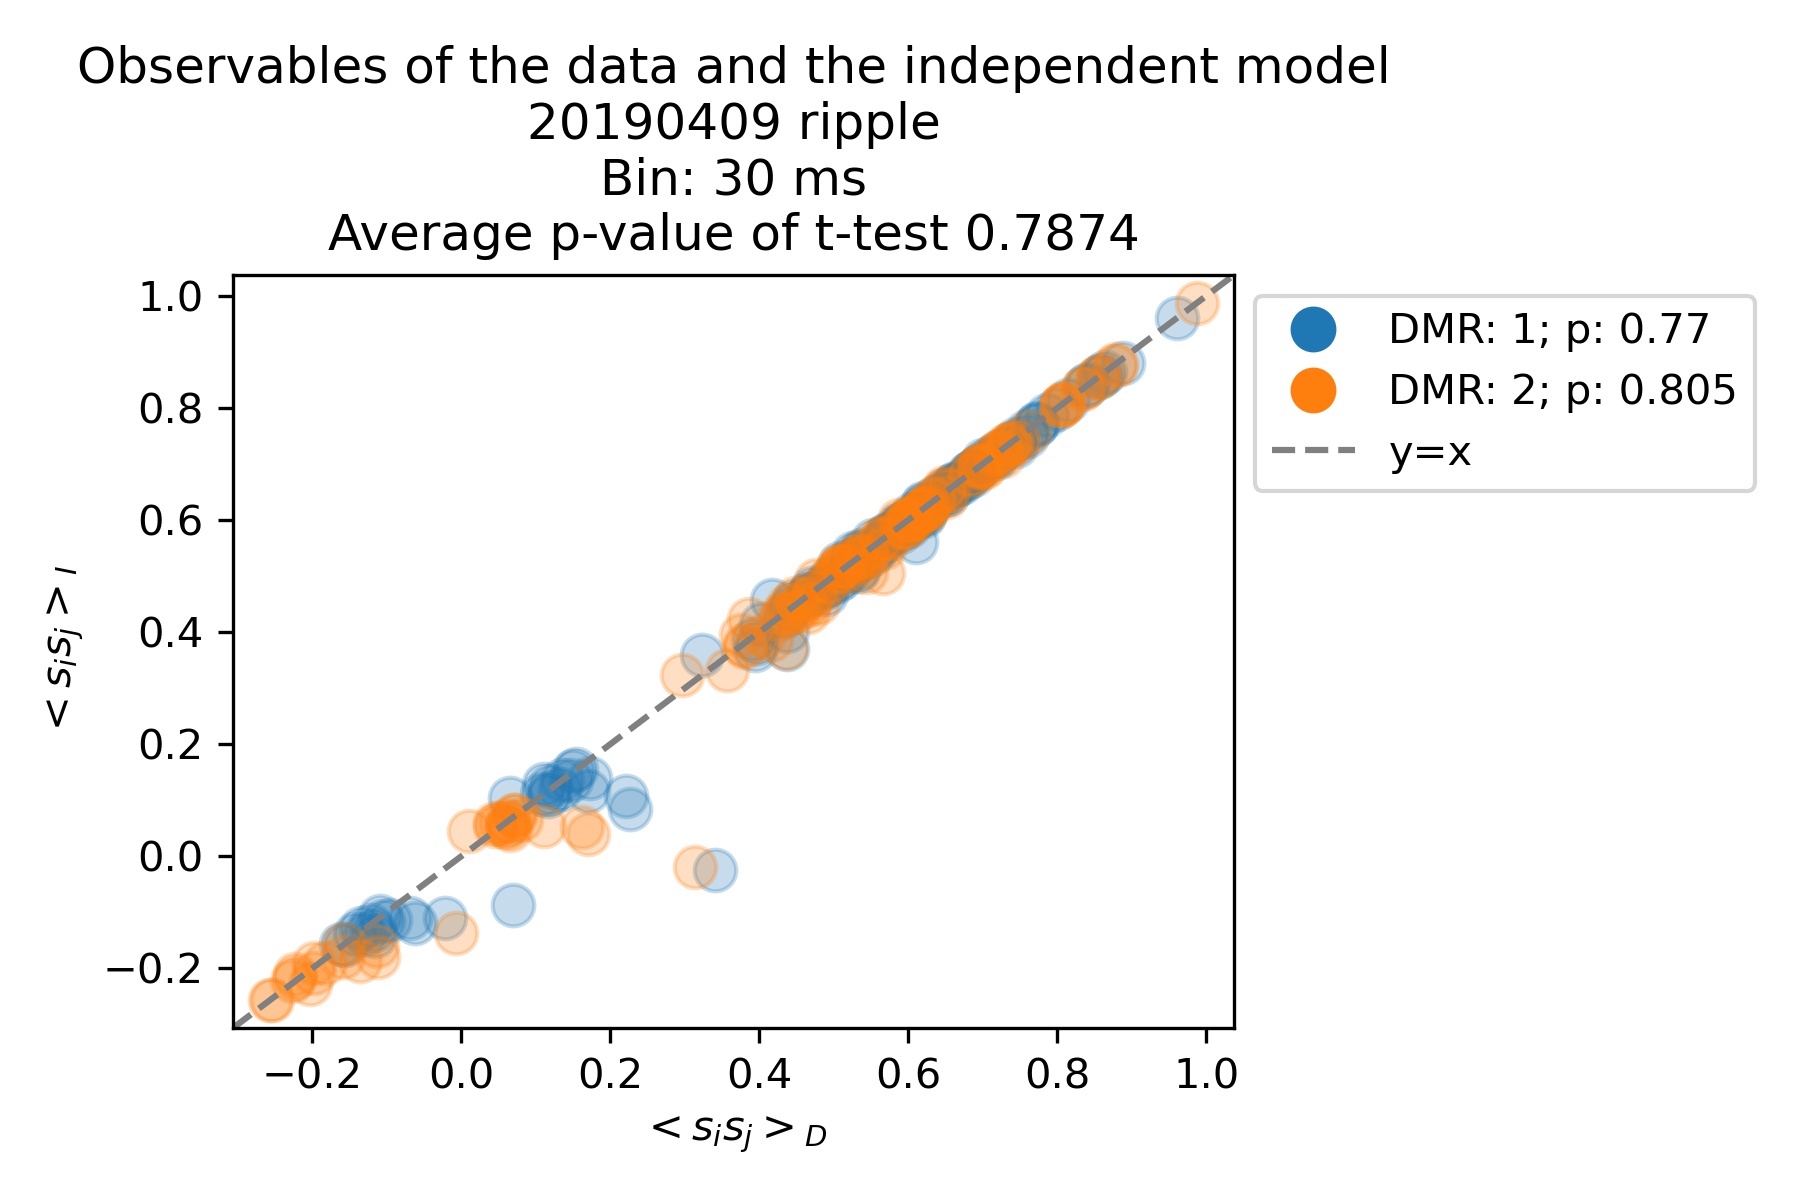 Observables of the data and the independent model
20190409 ripple
Bin: 30 ms
Average p-value of t-test 0.7874
1.0
0.8
0.6
0.4
0.2
0.0
−0.2
< s_i s_j >_I
−0.2 0.0 0.2 0.4 0.6 0.8 1.0
< s_i s_j >_D
DMR: 1; p: 0.77
DMR: 2; p: 0.805
y=x